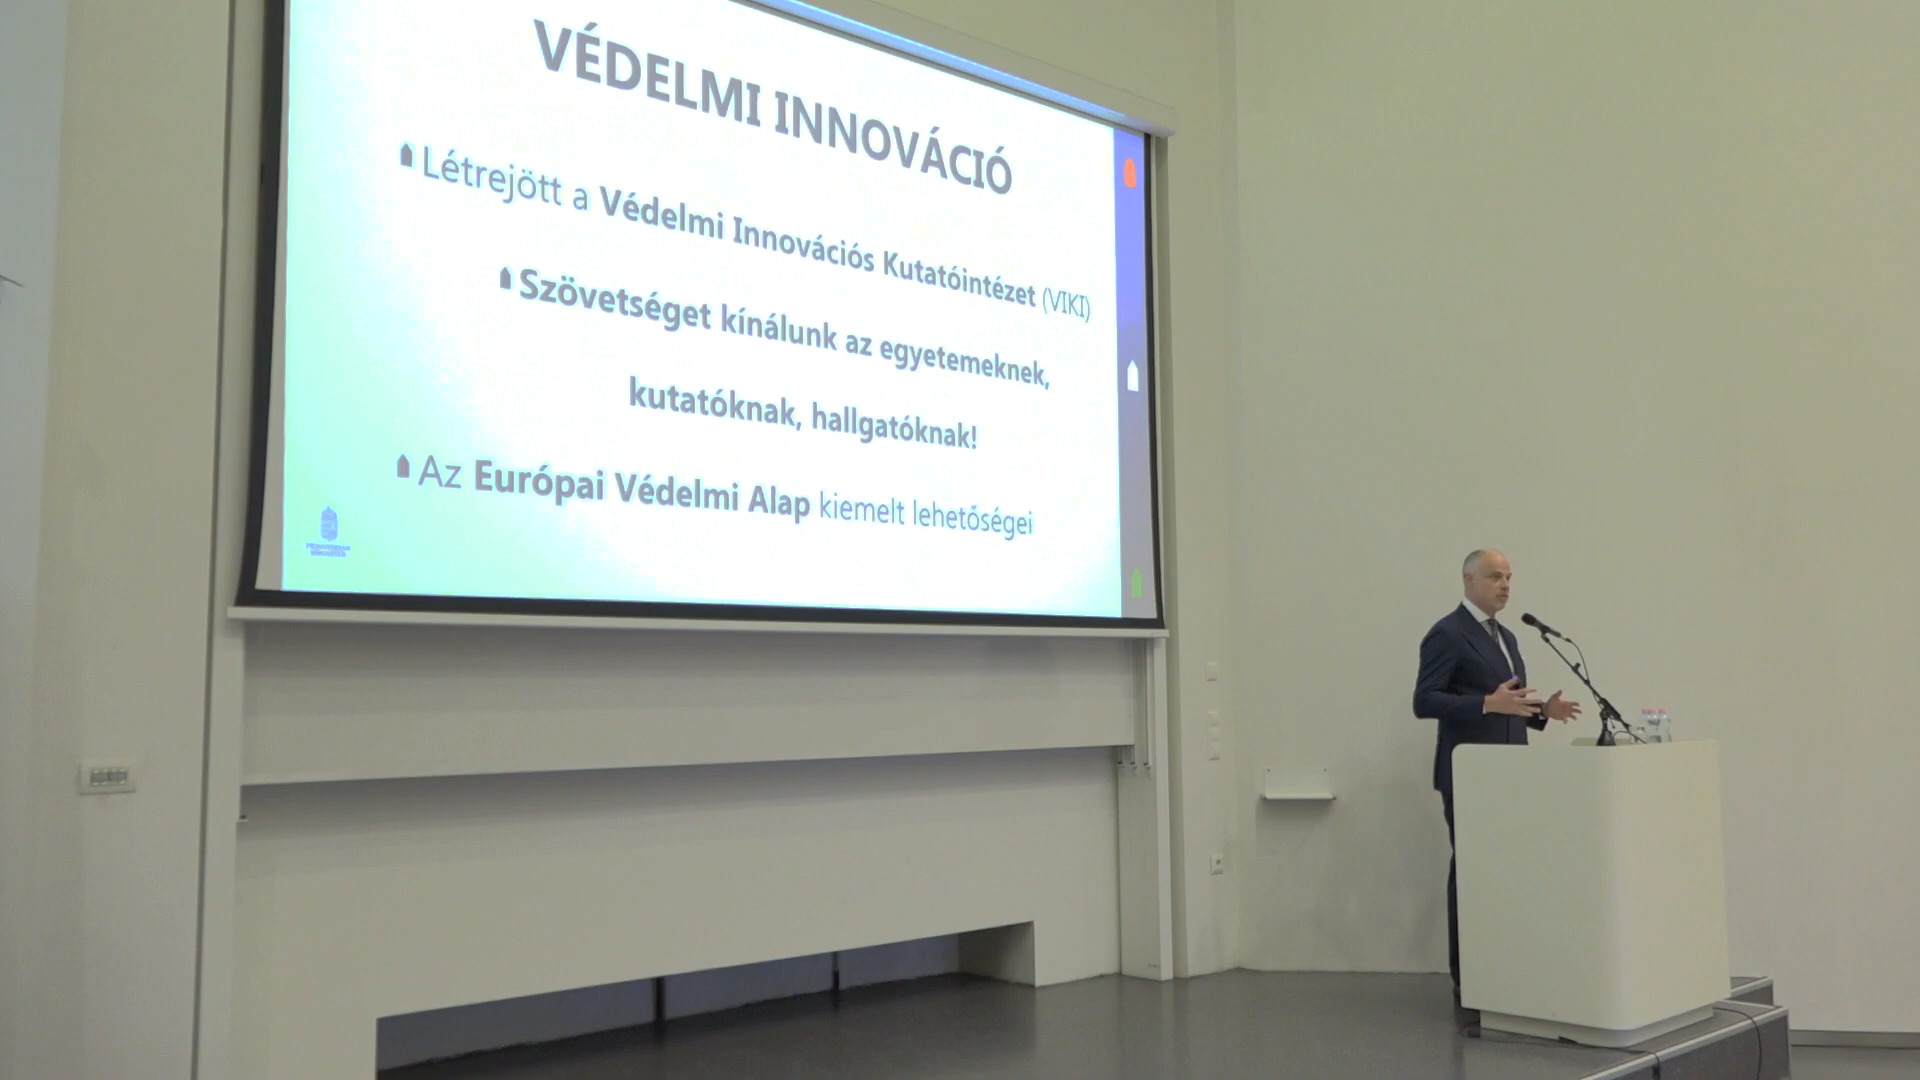 VÉDELMI INNOVÁCIÓ
Létrejött a Védelmi Innovációs Kutatóintézet (VIKI)
Szövetséget kínálunk az egyetemeknek,
kutatóknak, hallgatóknak!
Az Európai Védelmi Alap kiemelt lehetőségei